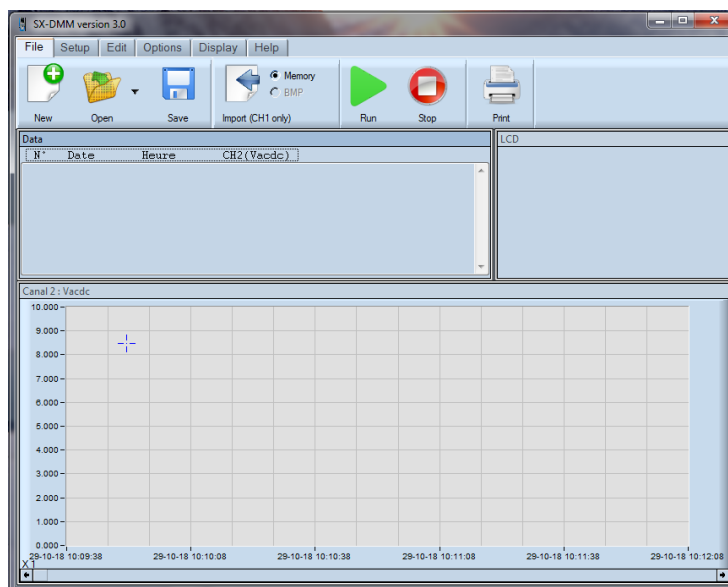 SX-DMM version 3.0
File Setup Edit Options Display Help
Memory
BMP
New Open Save Import (CH1 only) Run Stop Print
Data
LCD
N° Date Heure CH2(Vacdc)
Canal 2 : Vacdc
10.000
9.000
8.000
7.000
6.000
5.000
4.000
3.000
2.000
1.000
0.000
29-10-18 10:09:38 29-10-18 10:10:08 29-10-18 10:10:38 29-10-18 10:11:08 29-10-18 10:11:38 29-10-18 10:12:08
X 1